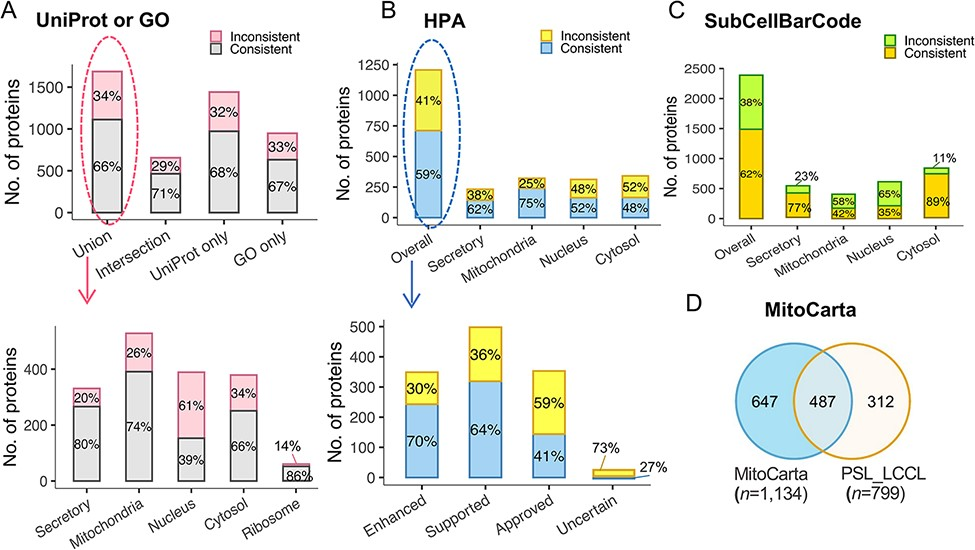 A
UniProt or GO
Inconsistent
Consistent
No. of proteins
1500
1000
500
0
34%
66%
29%
71%
32%
68%
33%
67%
Union
Intersection
UniProt only
GO only
No. of proteins
400
200
0
20%
80%
26%
74%
61%
39%
34%
66%
14%
86%
Secretory
Mitochondria
Nucleus
Cytosol
Ribosome
B
HPA
Inconsistent
Consistent
No. of proteins
1250
1000
750
500
250
0
41%
59%
38%
62%
25%
75%
48%
52%
52%
48%
Overall
Secretory
Mitochondria
Nucleus
Cytosol
No. of proteins
500
400
300
200
100
0
30%
70%
36%
64%
59%
41%
73%
27%
Enhanced
Supported
Approved
Uncertain
C
SubCellBarCode
Inconsistent
Consistent
No. of proteins
2500
2000
1500
1000
500
0
38%
62%
23%
77%
58%
42%
65%
35%
11%
89%
Overall
Secretory
Mitochondria
Nucleus
Cytosol
D
MitoCarta
647
487
312
MitoCarta
(n=1,134)
PSL_LCCL
(n=799)